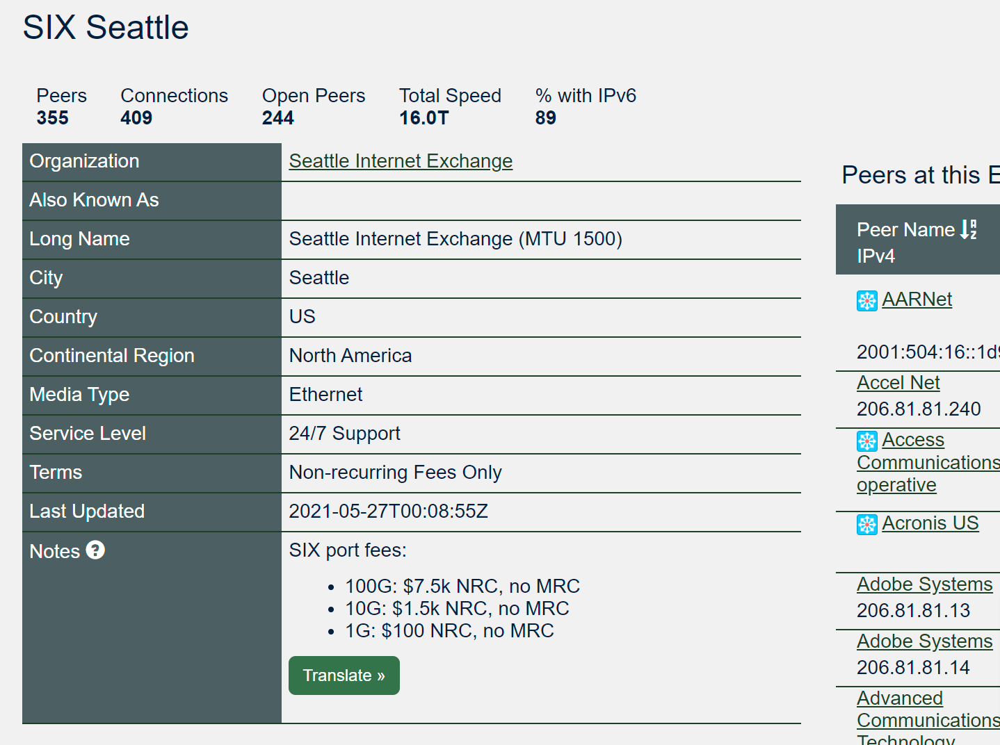 SIX Seattle
Peers Connections Open Peers Total Speed % with IPv6
355 409 244 16.0T 89
Organization Seattle Internet Exchange
Also Known As
Long Name Seattle Internet Exchange (MTU 1500)
City Seattle
Country US
Continental Region North America
Media Type Ethernet
Service Level 24/7 Support
Terms Non-recurring Fees Only
Last Updated 2021-05-27T00:08:55Z
Notes ?
SIX port fees:
• 100G: $7.5k NRC, no MRC
• 10G: $1.5k NRC, no MRC
• 1G: $100 NRC, no MRC
Translate »
Peers at this
Peer Name
IPv4
AARNet
2001:504:16::1d
Accel Net
206.81.81.240
Access
Communications
operative
Acronis US
Adobe Systems
206.81.81.13
Adobe Systems
206.81.81.14
Advanced
Communications
Technology